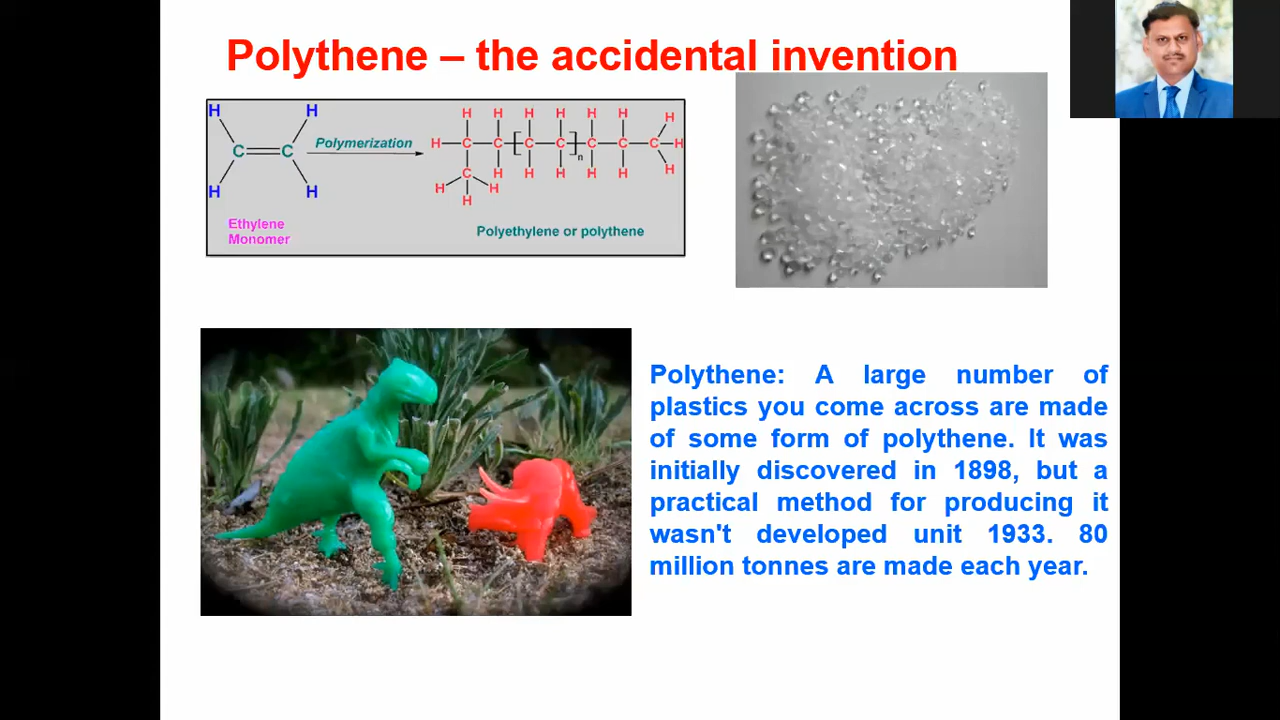 Polythene – the accidental invention
H H H H H H H H H
C C Polymerization H C C C C C C C H
n
H H H H H H H
C
H H
H H H
Ethylene
Monomer
Polyethylene or polythene
Polythene: A large number of
plastics you come across are made
of some form of polythene. It was
initially discovered in 1898, but a
practical method for producing it
wasn't developed unit 1933. 80
million tonnes are made each year.